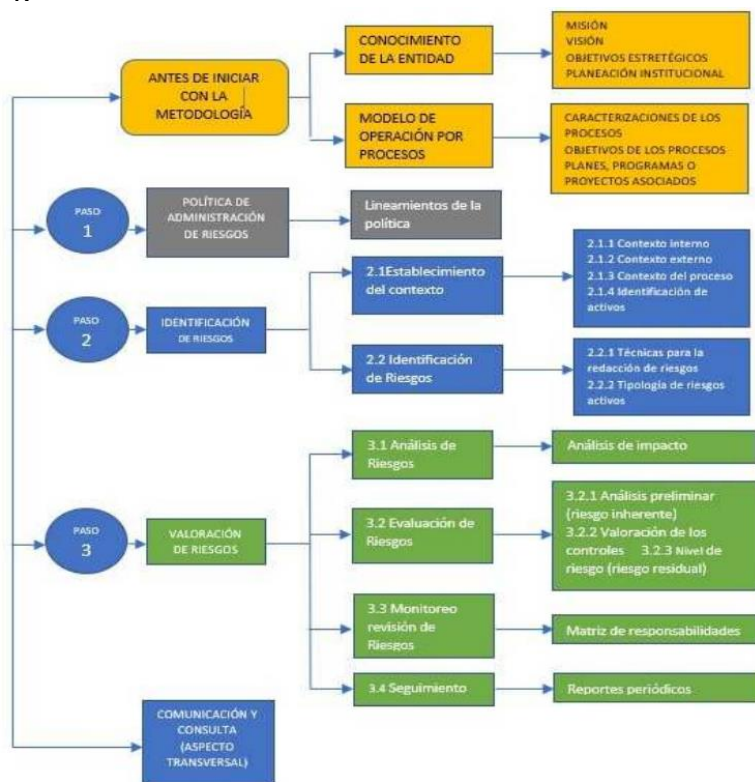 ANTES DE INICIAR
CON LA
METODOLOGÍA
CONOCIMIENTO
DE LA ENTIDAD
MISIÓN
VISIÓN
OBJETIVOS ESTRETÉGICOS
PLANEACIÓN INSTITUCIONAL
MODELO DE
OPERACIÓN POR
PROCESOS
CARACTERIZACIONES DE LOS
PROCESOS
OBJETIVOS DE LOS PROCESOS
PLANES, PROGRAMAS O
PROYECTOS ASOCIADOS
PASO
1
POLÍTICA DE
ADMINISTRACIÓN
DE RIESGOS
Lineamientos de la
política
PASO
2
IDENTIFICACIÓN
DE RIESGOS
2.1Establecimiento
del contexto
2.1.1 Contexto interno
2.1.2 Contexto externo
2.1.3 Contexto del proceso
2.1.4 Identificación de
activos
2.2 Identificación
de Riesgos
2.2.1 Técnicas para la
redacción de riesgos
2.2.2 Tipología de riesgos
activos
PASO
3
VALORACIÓN
DE RIESGOS
3.1 Análisis de
Riesgos
Análisis de impacto
3.2 Evaluación de
Riesgos
3.2.1 Análisis preliminar
(riesgo inherente)
3.2.2 Valoración de los
controles 3.2.3 Nivel de
riesgo (riesgo residual)
3.3 Monitoreo
revisión de
Riesgos
Matriz de responsabilidades
3.4 Seguimiento
Reportes periódicos
COMUNICACIÓN Y
CONSULTA
(ASPECTO
TRANSVERSAL)